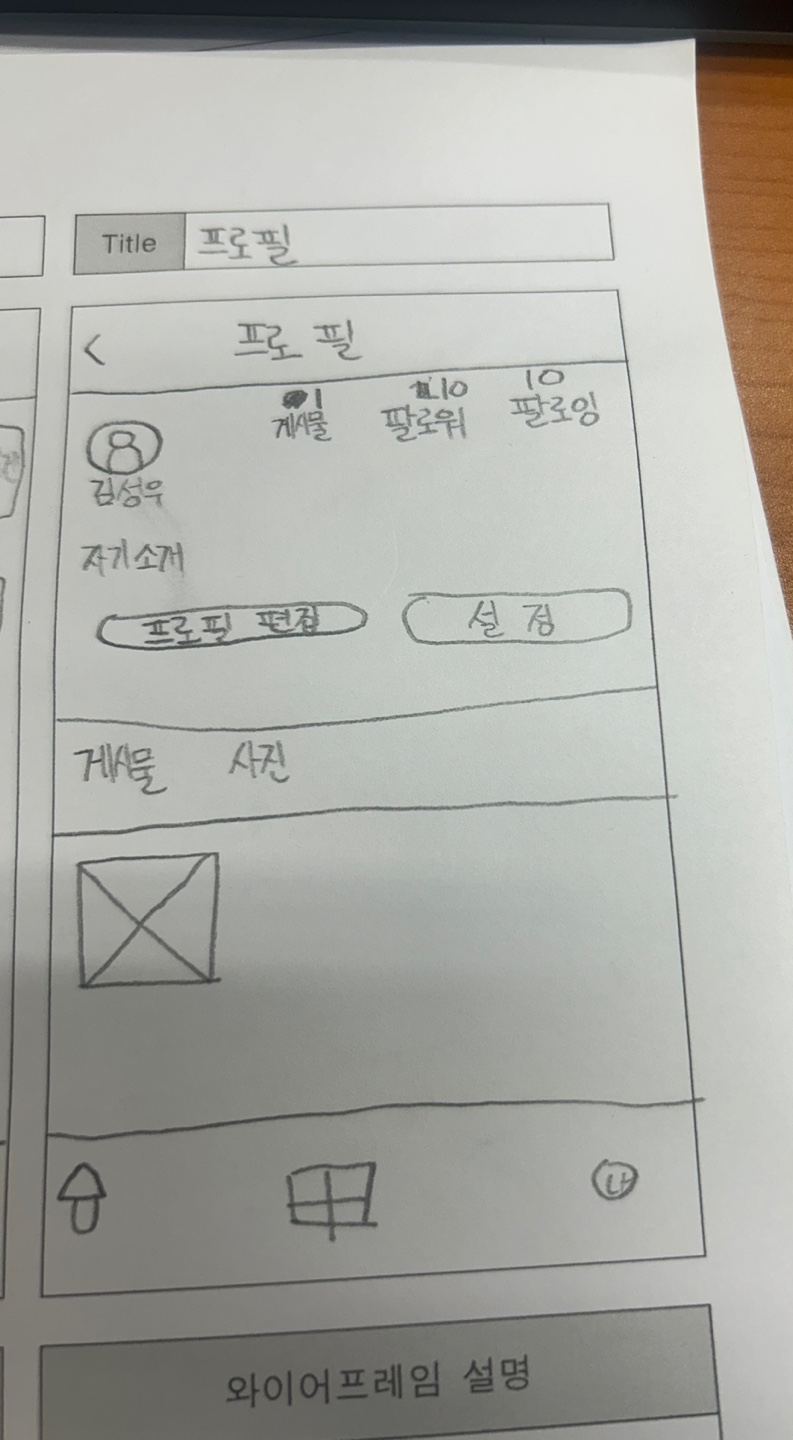 Title 프로필
< 프로필
1 10 10
게시물 팔로워 팔로잉
김성우
자기소개
프로필 편집 설정
게시물 사진
나
와이어프레임 설명